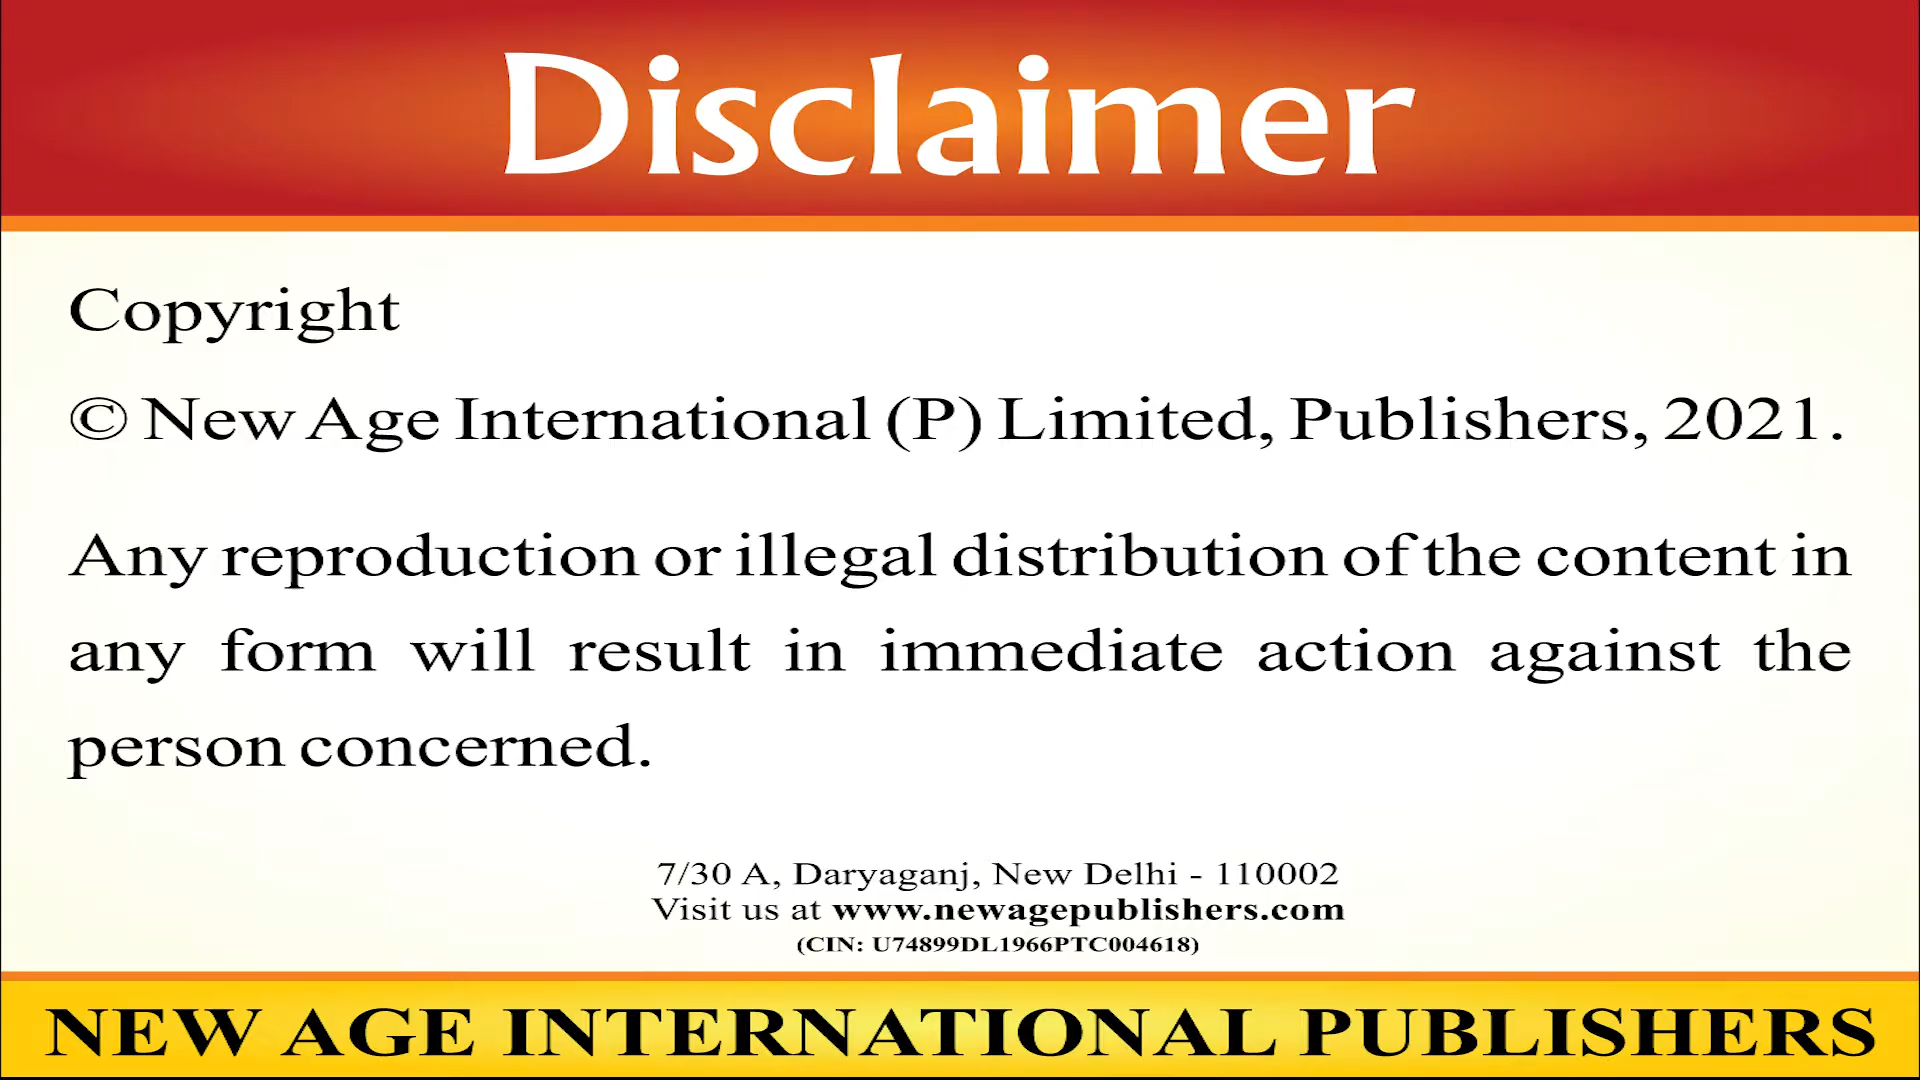 Disclaimer
Copyright
© New Age International (P) Limited, Publishers, 2021.
Any reproduction or illegal distribution of the content in
any form will result in immediate action against the
person concerned.
7/30 A, Daryaganj, New Delhi - 110002
Visit us at www.newagepublishers.com
(CIN: U74899DL1966PTC004618)
NEW AGE INTERNATIONAL PUBLISHERS